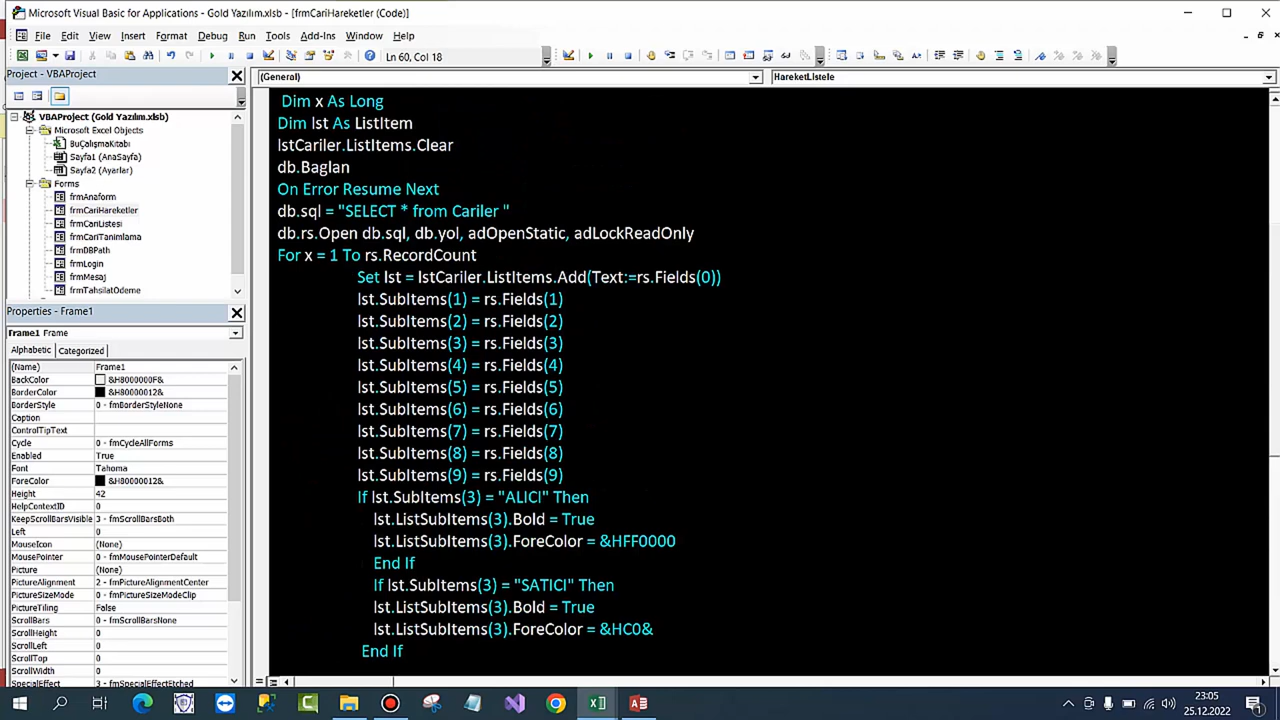 Microsoft Visual Basic for Applications - Gold Yazılım.xlsb - [frmCariHareketler (Code)]
File Edit View Insert Format Debug Run Tools Add-Ins Window Help
Ln 60, Col 18
Project - VBAProject
VBAProject (Gold Yazılım.xlsb)
Microsoft Excel Objects
BuÇalışmaKitabı
Sayfa1 (AnaSayfa)
Sayfa2 (Ayarlar)
Forms
frmAnaform
frmCariHareketler
frmCariListesi
frmCariTanimlama
frmDBPath
frmLogin
frmMesaj
frmTahsilatOdeme
Properties - Frame1
Frame1 Frame
Alphabetic Categorized
(Name) Frame1
BackColor &H8000000F&
BorderColor &H80000012&
BorderStyle 0 - fmBorderStyleNone
Caption
ControlTipText
Cycle 0 - fmCycleAllForms
Enabled True
Font Tahoma
ForeColor &H80000012&
Height 42
HelpContextID 0
KeepScrollBarsVisible 3 - fmScrollBarsBoth
Left 0
MouseIcon (None)
MousePointer 0 - fmMousePointerDefault
Picture (None)
PictureAlignment 2 - fmPictureAlignmentCenter
PictureSizeMode 0 - fmPictureSizeModeClip
PictureTiling False
ScrollBars 0 - fmScrollBarsNone
ScrollHeight 0
ScrollLeft 0
ScrollTop 0
ScrollWidth 0
SpecialEffect 3 - fmSpecialEffectEtched
(General) HareketListele
Dim x As Long
Dim lst As ListItem
lstCariler.ListItems.Clear
db.Baglan
On Error Resume Next
db.sql = "SELECT * from Cariler "
db.rs.Open db.sql, db.yol, adOpenStatic, adLockReadOnly
For x = 1 To rs.RecordCount
Set lst = lstCariler.ListItems.Add(Text:=rs.Fields(0))
lst.SubItems(1) = rs.Fields(1)
lst.SubItems(2) = rs.Fields(2)
lst.SubItems(3) = rs.Fields(3)
lst.SubItems(4) = rs.Fields(4)
lst.SubItems(5) = rs.Fields(5)
lst.SubItems(6) = rs.Fields(6)
lst.SubItems(7) = rs.Fields(7)
lst.SubItems(8) = rs.Fields(8)
lst.SubItems(9) = rs.Fields(9)
If lst.SubItems(3) = "ALICI" Then
lst.ListSubItems(3).Bold = True
lst.ListSubItems(3).ForeColor = &HFF0000
End If
If lst.SubItems(3) = "SATICI" Then
lst.ListSubItems(3).Bold = True
lst.ListSubItems(3).ForeColor = &HC0&
End If
23:05
25.12.2022